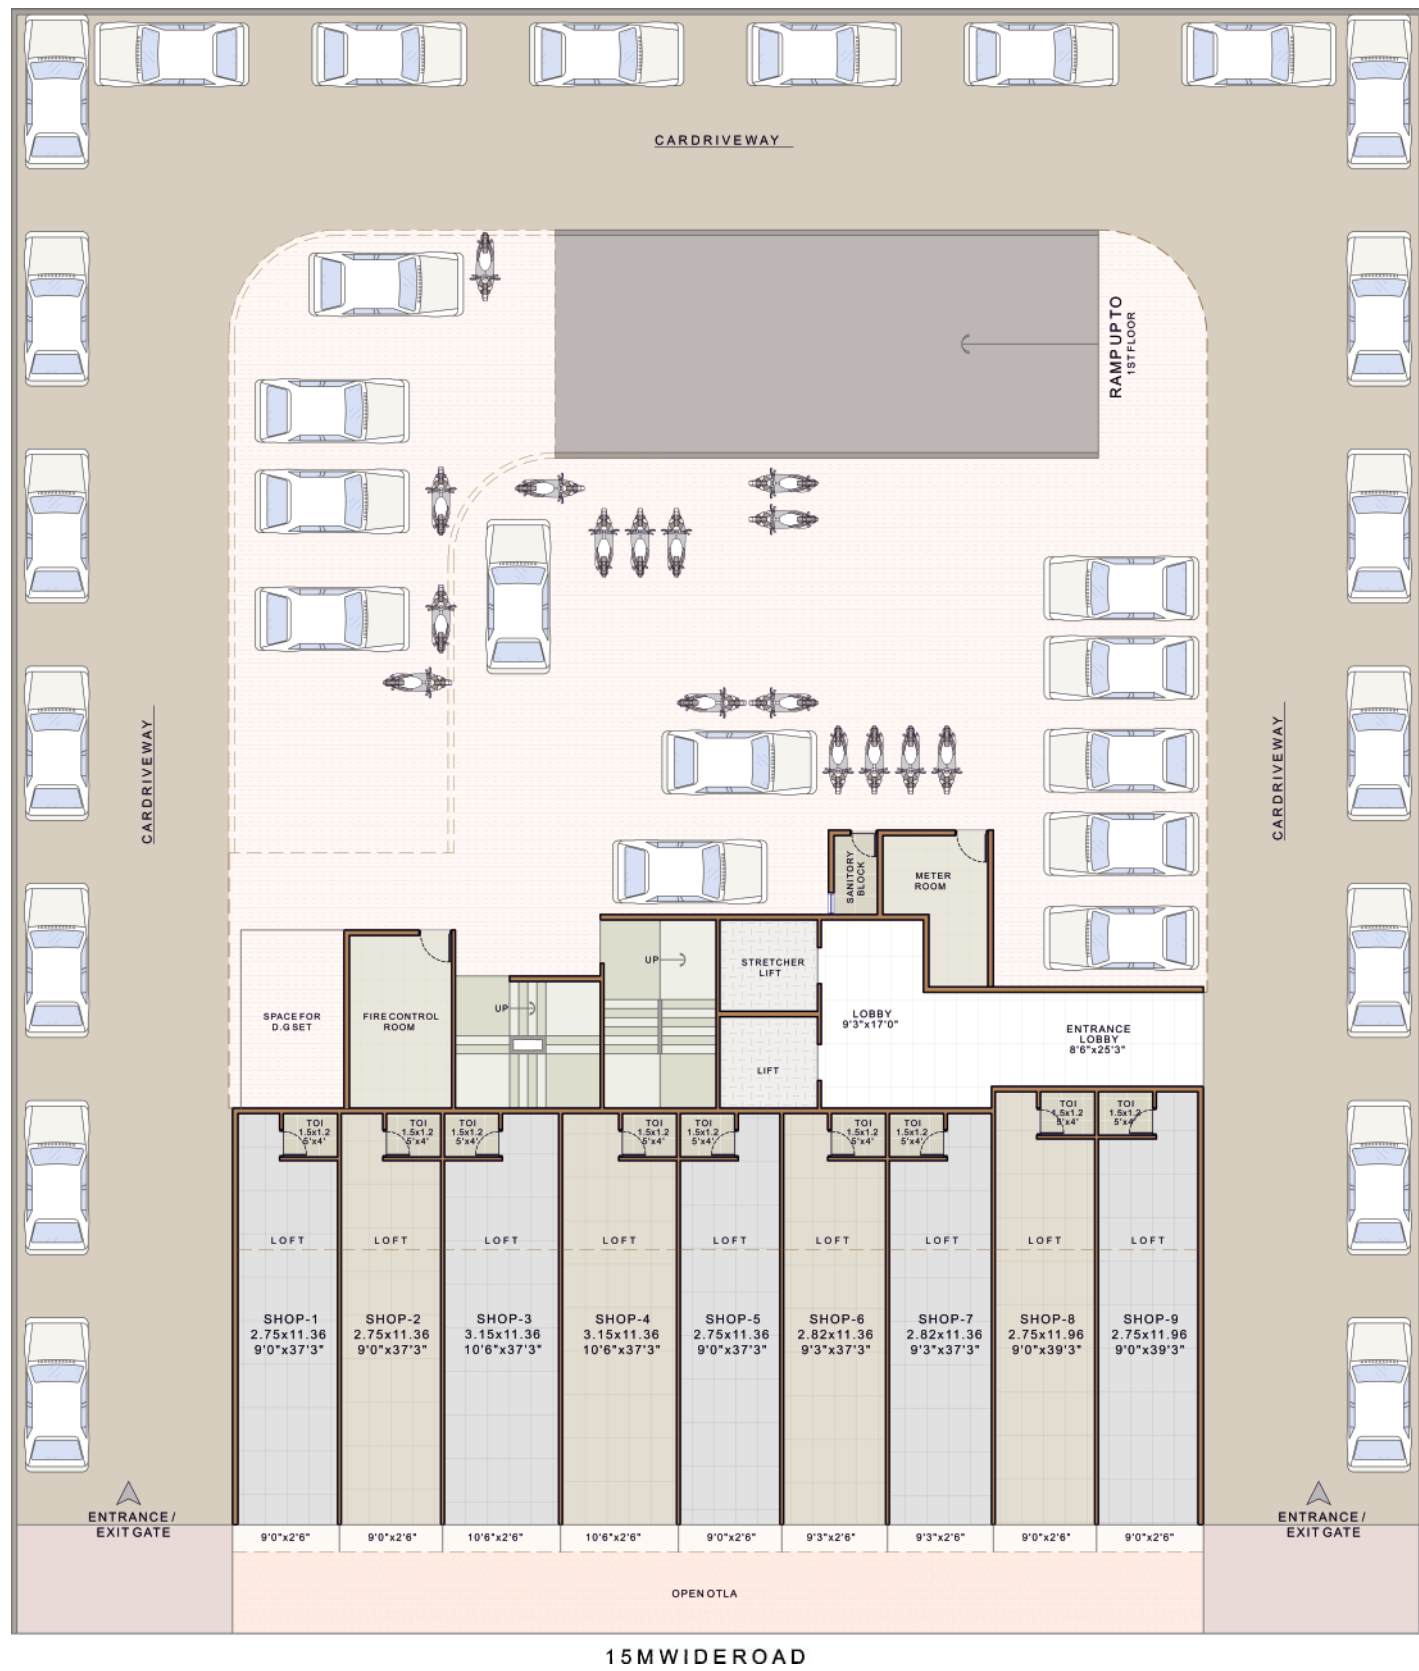 CARDRIVEWAY
RAMPUPTO
1STFLOOR
CARDRIVEWAY
CARDRIVEWAY
SANITORY
BLOCK
METER
ROOM
UP
STRETCHER
LIFT
SPACE FOR
D.G SET
FIRE CONTROL
ROOM
UP
LOBBY
9'3"x17'0"
ENTRANCE
LOBBY
8'6"x25'3"
LIFT
TOI
1.5x1.2
5'x4'
TOI
1.5x1.2
5'x4'
TOI
1.5x1.2
5'x4'
TOI
1.5x1.2
5'x4'
TOI
1.5x1.2
5'x4'
TOI
1.5x1.2
5'x4'
TOI
1.5x1.2
5'x4'
TOI
1.5x1.2
5'x4'
TOI
1.5x1.2
5'x4'
LOFT LOFT LOFT LOFT LOFT LOFT LOFT LOFT LOFT
SHOP-1
2.75x11.36
9'0"x37'3"
SHOP-2
2.75x11.36
9'0"x37'3"
SHOP-3
3.15x11.36
10'6"x37'3"
SHOP-4
3.15x11.36
10'6"x37'3"
SHOP-5
2.75x11.36
9'0"x37'3"
SHOP-6
2.82x11.36
9'3"x37'3"
SHOP-7
2.82x11.36
9'3"x37'3"
SHOP-8
2.75x11.96
9'0"x39'3"
SHOP-9
2.75x11.96
9'0"x39'3"
ENTRANCE /
EXIT GATE
ENTRANCE /
EXIT GATE
9'0"x2'6" 9'0"x2'6" 10'6"x2'6" 10'6"x2'6" 9'0"x2'6" 9'3"x2'6" 9'3"x2'6" 9'0"x2'6" 9'0"x2'6"
OPEN OTLA
15MWIDEROAD